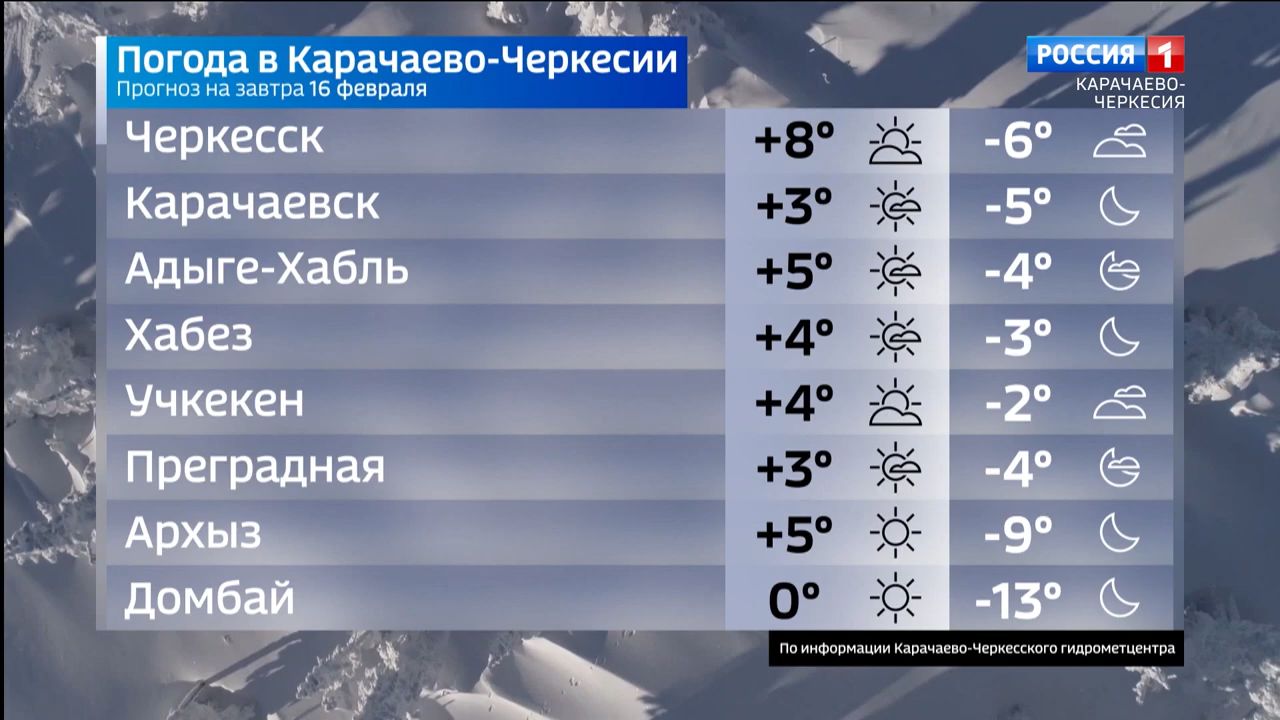 Погода в Карачаево-Черкесии
Прогноз на завтра 16 февраля
РОССИЯ 1
КАРАЧАЕВО-
ЧЕРКЕСИЯ
Черкесск +8° -6°
Карачаевск +3° -5°
Адыге-Хабль +5° -4°
Хабез +4° -3°
Учкекен +4° -2°
Преградная +3° -4°
Архыз +5° -9°
Домбай 0° -13°
По информации Карачаево-Черкесского гидрометцентра